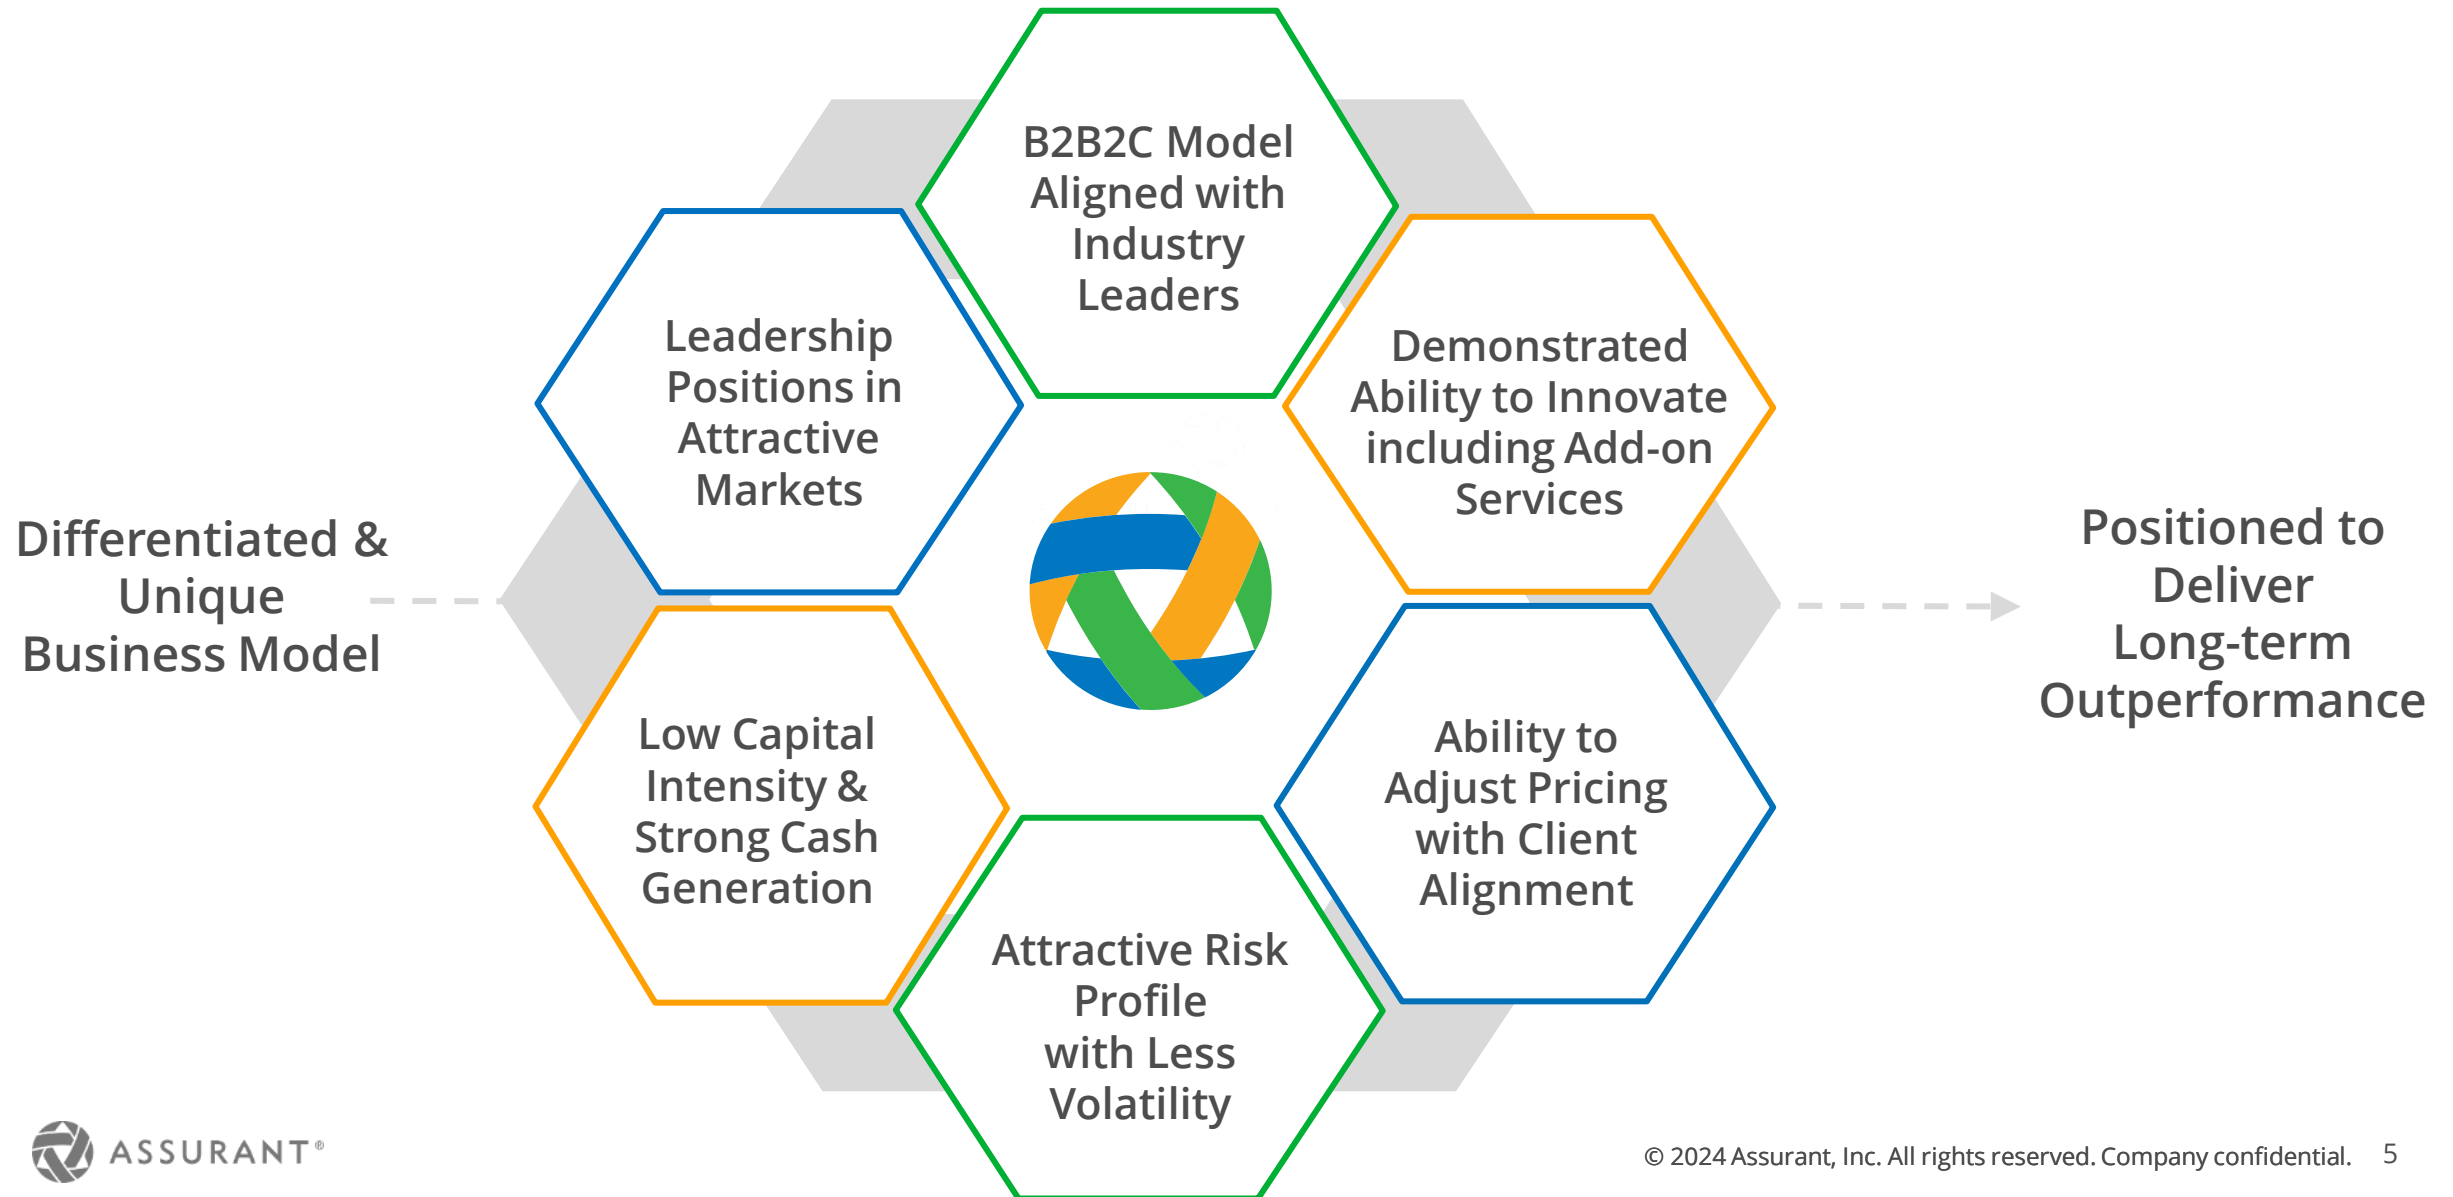 B2B2C Model
Aligned with
Industry
Leaders
Leadership
Positions in
Attractive
Markets
Demonstrated
Ability to Innovate
including Add-on
Services
Differentiated &
Unique
Business Model
Positioned to
Deliver
Long-term
Outperformance
Low Capital
Intensity &
Strong Cash
Generation
Ability to
Adjust Pricing
with Client
Alignment
Attractive Risk
Profile
with Less
Volatility
ASSURANT®
© 2024 Assurant, Inc. All rights reserved. Company confidential. 5